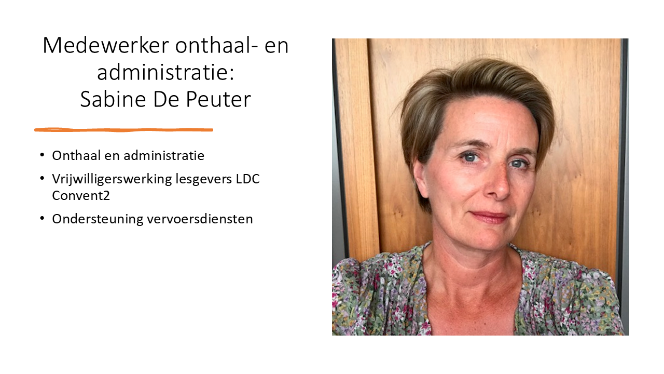 Medewerker onthaal- en
administratie:
Sabine De Peuter
• Onthaal en administratie
• Vrijwilligerswerking lesgevers LDC
Convent2
• Ondersteuning vervoersdiensten